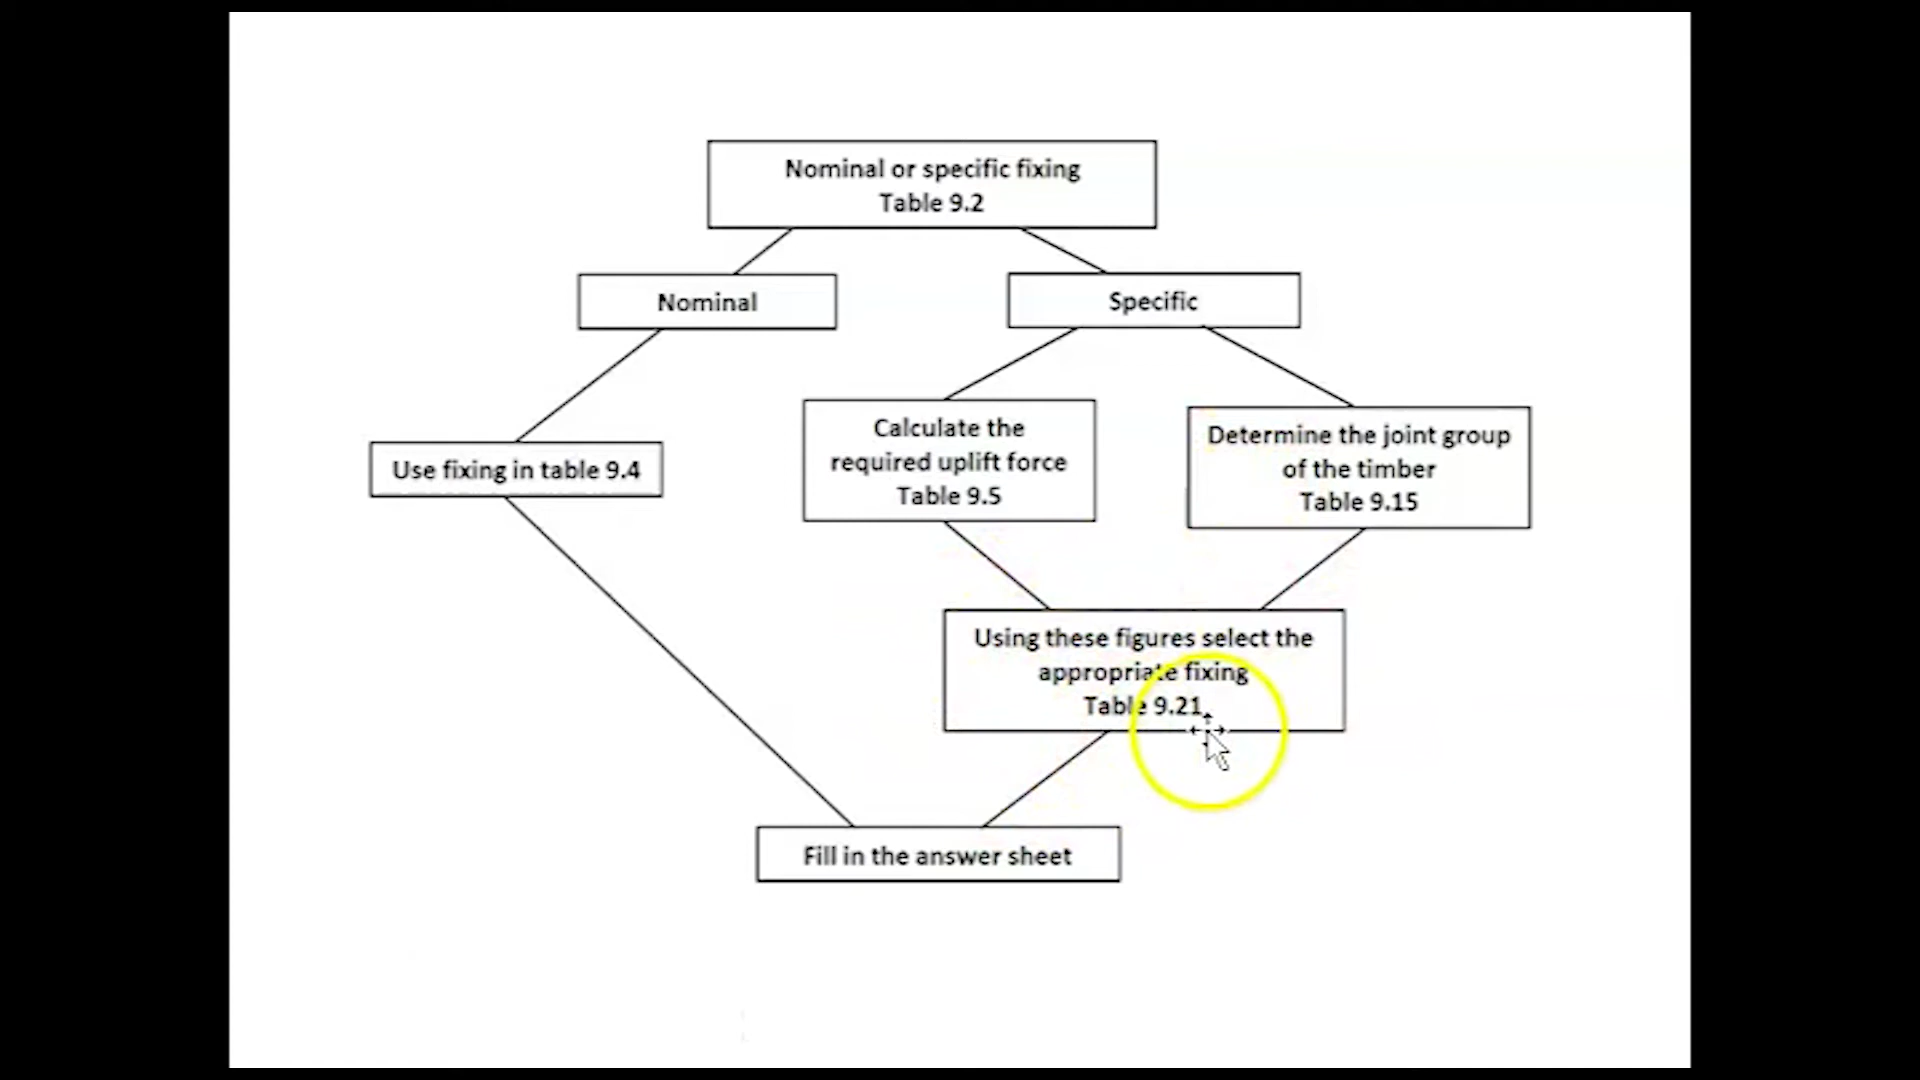 Nominal or specific fixing
Table 9.2
Nominal
Specific
Use fixing in table 9.4
Calculate the
required uplift force
Table 9.5
Determine the joint group
of the timber
Table 9.15
Using these figures select the
appropriate fixing
Table 9.21
Fill in the answer sheet